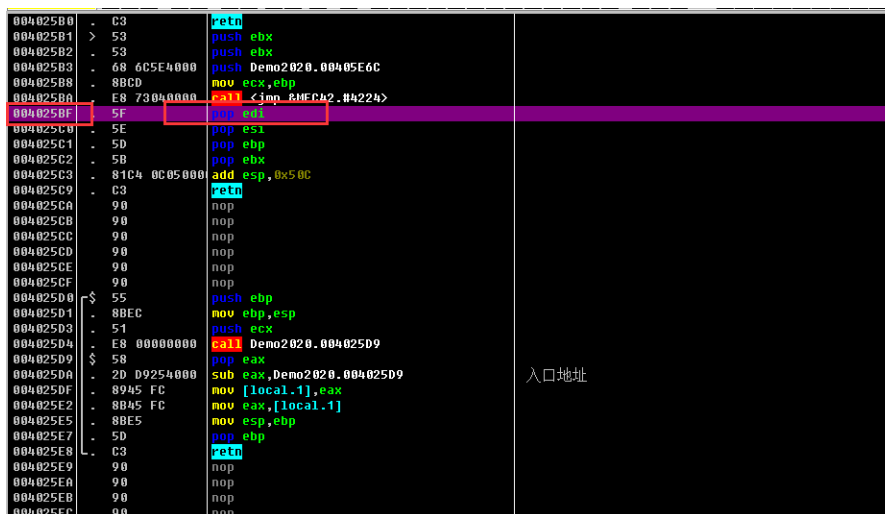 004025B0 . C3 retn
004025B1 > 53 push ebx
004025B2 . 53 push ebx
004025B3 . 68 6C5E4000 push Demo2020.00405E6C
004025B8 . 8BCD mov ecx,ebp
004025BA . E8 73040000 call <jmp.&MFC42.#4224>
004025BF . 5F pop edi
004025C0 . 5E pop esi
004025C1 . 5D pop ebp
004025C2 . 5B pop ebx
004025C3 . 81C4 0C05000 add esp,0x50C
004025C9 . C3 retn
004025CA 90 nop
004025CB 90 nop
004025CC 90 nop
004025CD 90 nop
004025CE 90 nop
004025CF 90 nop
004025D0 $ 55 push ebp
004025D1 . 8BEC mov ebp,esp
004025D3 . 51 push ecx
004025D4 . E8 00000000 call Demo2020.004025D9
004025D9 $ 58 pop eax
004025DA . 2D D9254000 sub eax,Demo2020.004025D9 入口地址
004025DF . 8945 FC mov [local.1],eax
004025E2 . 8B45 FC mov eax,[local.1]
004025E5 . 8BE5 mov esp,ebp
004025E7 . 5D pop ebp
004025E8 . C3 retn
004025E9 90 nop
004025EA 90 nop
004025EB 90 nop
004025EC 90 nop